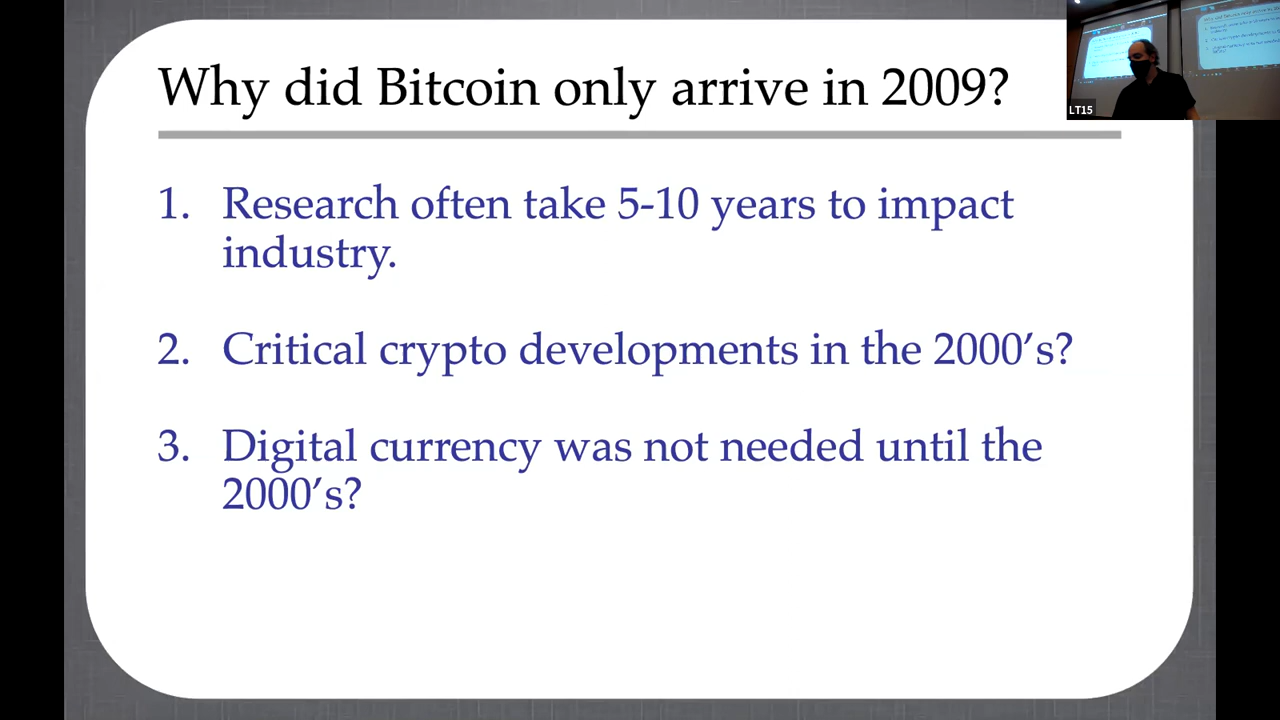 Why did Bitcoin only arrive in 2009?
1. Research often take 5-10 years to impact
industry.
2. Critical crypto developments in the 2000’s?
3. Digital currency was not needed until the
2000’s?
LT15